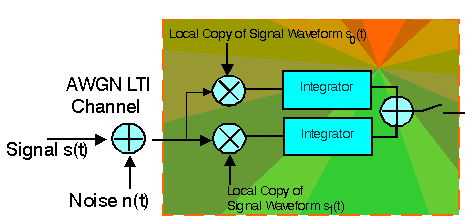 Local Copy of Signal Waveform s0(t)
AWGN LTI
Channel
Integrator
Integrator
Signal s(t)
Noise n(t)
Local Copy of
Signal Waveform s1(t)